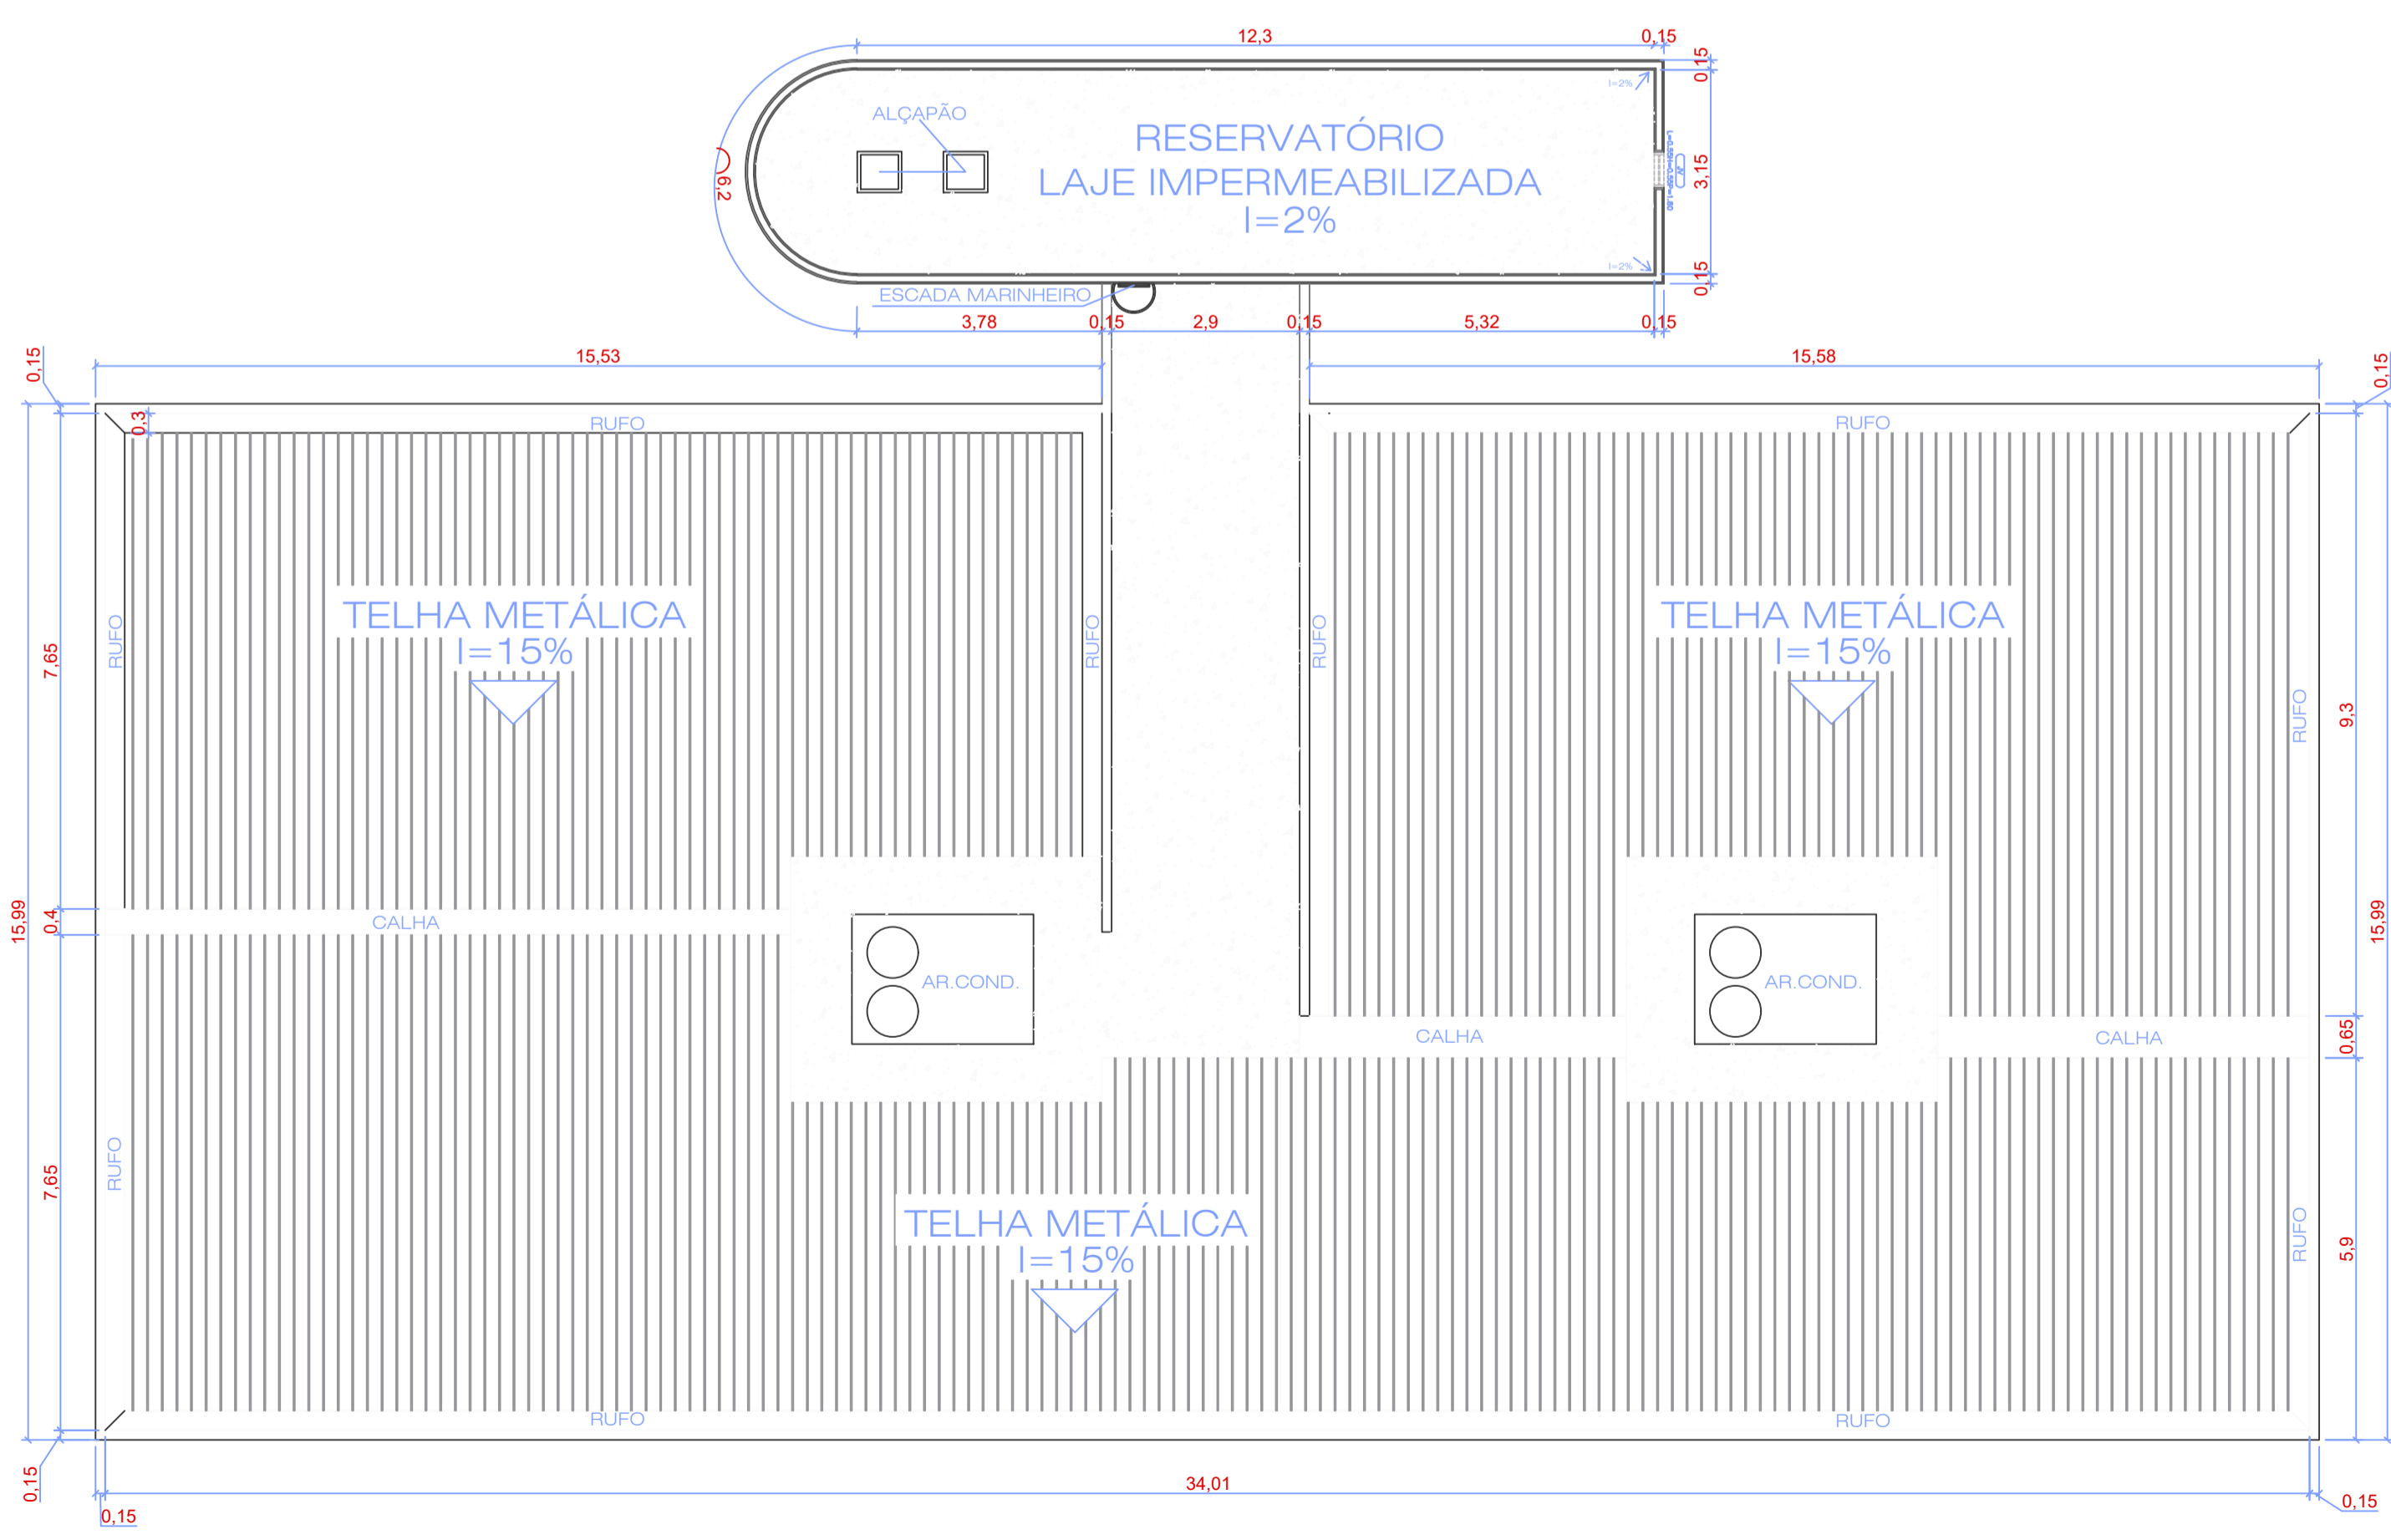 12,3
0,15
0,15
I=2%
ALÇAPÃO
RESERVATÓRIO
LAJE IMPERMEABILIZADA
I=2%
6,2
3,15
I=2%
0,15
ESCADA MARINHEIRO
3,78
0,15
2,9
0,15
5,32
0,15
0,15
15,53
15,58
0,15
0,3
RUFO
RUFO
TELHA METÁLICA
I=15%
TELHA METÁLICA
I=15%
RUFO
RUFO
RUFO
7,65
RUFO
9,3
15,99
0,4
CALHA
15,99
AR.COND.
AR.COND.
CALHA
CALHA
0,65
RUFO
7,65
TELHA METÁLICA
I=15%
RUFO
5,9
RUFO
RUFO
0,15
34,01
0,15
0,15